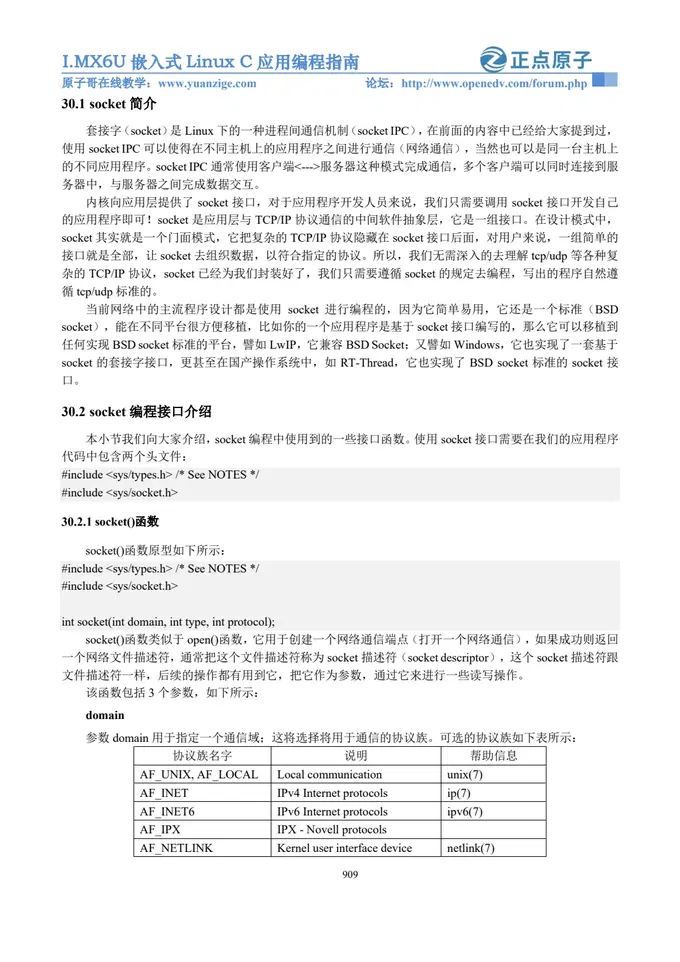 I.MX6U 嵌入式 Linux C 应用编程指南
正点原子
原子哥在线教学：www.yuanzige.com 论坛：http://www.openedv.com/forum.php
30.1 socket 简介
套接字（socket）是 Linux 下的一种进程间通信机制（socket IPC），在前面的内容中已经给大家提到过，
使用 socket IPC 可以使得在不同主机上的应用程序之间进行通信（网络通信），当然也可以是同一台主机上
的不同应用程序。socket IPC 通常使用客户端<--->服务器这种模式完成通信，多个客户端可以同时连接到服
务器中，与服务器之间完成数据交互。
内核向应用层提供了 socket 接口，对于应用程序开发人员来说，我们只需要调用 socket 接口开发自己
的应用程序即可！socket 是应用层与 TCP/IP 协议通信的中间软件抽象层，它是一组接口。在设计模式中，
socket 其实就是一个门面模式，它把复杂的 TCP/IP 协议隐藏在 socket 接口后面，对用户来说，一组简单的
接口就是全部，让 socket 去组织数据，以符合指定的协议。所以，我们无需深入的去理解 tcp/udp 等各种复
杂的 TCP/IP 协议，socket 已经为我们封装好了，我们只需要遵循 socket 的规定去编程，写出的程序自然遵
循 tcp/udp 标准的。
当前网络中的主流程序设计都是使用 socket 进行编程的，因为它简单易用，它还是一个标准（BSD
socket），能在不同平台很方便移植，比如你的一个应用程序是基于 socket 接口编写的，那么它可以移植到
任何实现 BSD socket 标准的平台，譬如 LwIP，它兼容 BSD Socket；又譬如 Windows，它也实现了一套基于
socket 的套接字接口，更甚至在国产操作系统中，如 RT-Thread，它也实现了 BSD socket 标准的 socket 接
口。
30.2 socket 编程接口介绍
本小节我们向大家介绍，socket 编程中使用到的一些接口函数。使用 socket 接口需要在我们的应用程序
代码中包含两个头文件：
#include <sys/types.h> /* See NOTES */
#include <sys/socket.h>
30.2.1 socket()函数
socket()函数原型如下所示：
#include <sys/types.h> /* See NOTES */
#include <sys/socket.h>
int socket(int domain, int type, int protocol);
socket()函数类似于 open()函数，它用于创建一个网络通信端点（打开一个网络通信），如果成功则返回
一个网络文件描述符，通常把这个文件描述符称为 socket 描述符（socket descriptor），这个 socket 描述符跟
文件描述符一样，后续的操作都有用到它，把它作为参数，通过它来进行一些读写操作。
该函数包括 3 个参数，如下所示：
domain
参数 domain 用于指定一个通信域；这将选择将用于通信的协议族。可选的协议族如下表所示：
协议族名字 说明 帮助信息
AF_UNIX, AF_LOCAL Local communication unix(7)
AF_INET IPv4 Internet protocols ip(7)
AF_INET6 IPv6 Internet protocols ipv6(7)
AF_IPX IPX - Novell protocols
AF_NETLINK Kernel user interface device netlink(7)
909